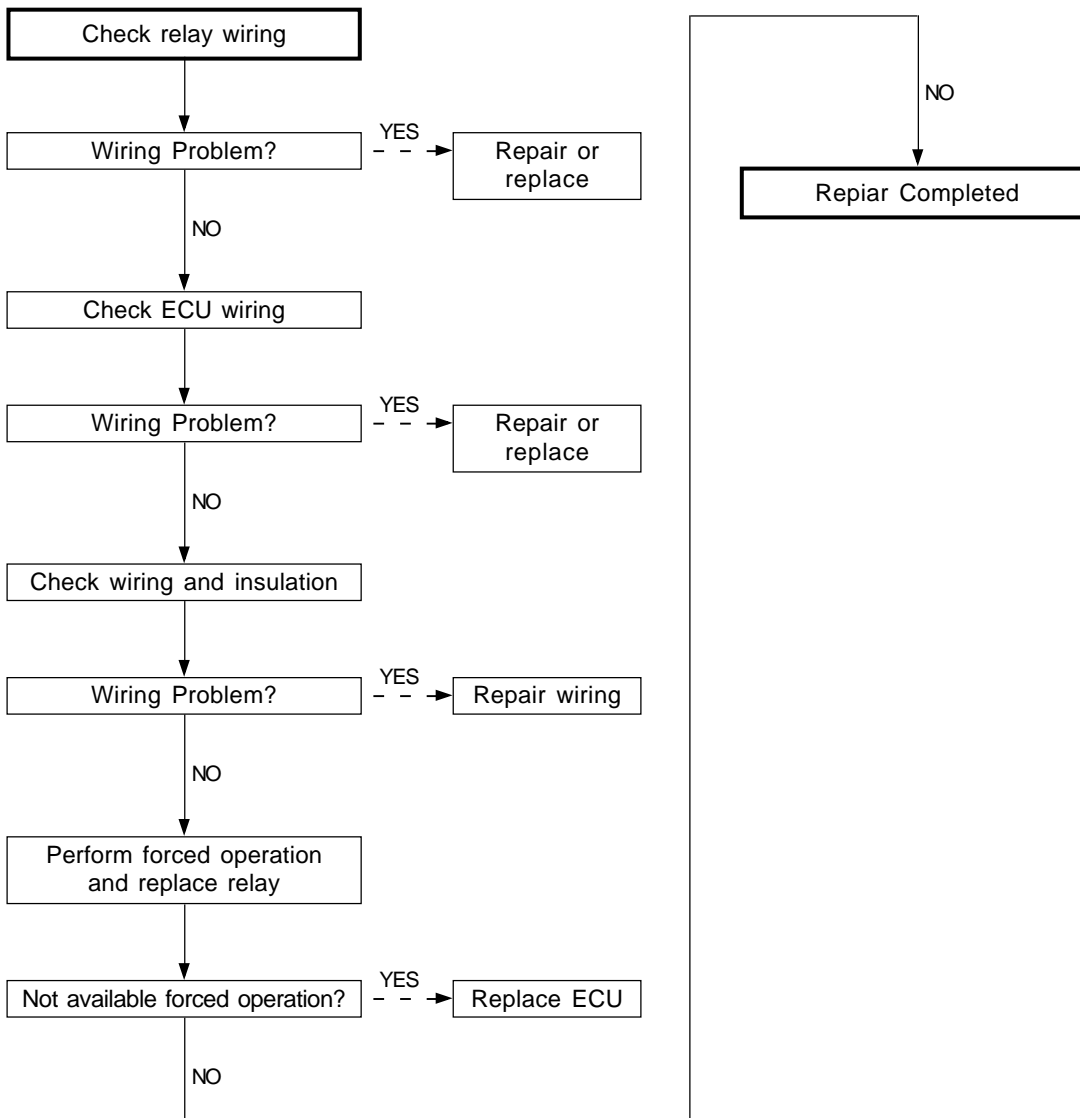 Check relay wiring
Wiring Problem?
YES
Repair or
replace
NO
Check ECU wiring
Wiring Problem?
YES
Repair or
replace
NO
Check wiring and insulation
Wiring Problem?
YES
Repair wiring
NO
Perform forced operation
and replace relay
Not available forced operation?
YES
Replace ECU
NO
NO
Repiar Completed